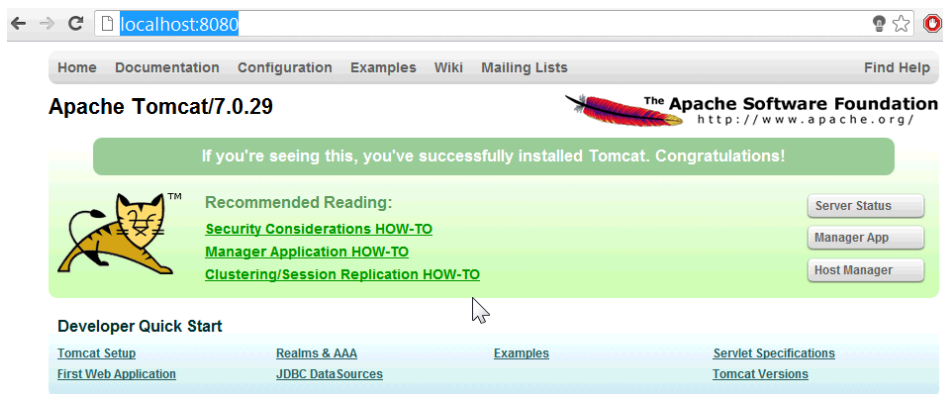 localhost:8080
Home Documentation Configuration Examples Wiki Mailing Lists Find Help
Apache Tomcat/7.0.29
The Apache Software Foundation
http://www.apache.org/
If you're seeing this, you've successfully installed Tomcat. Congratulations!
TM
Recommended Reading:
Security Considerations HOW-TO
Manager Application HOW-TO
Clustering/Session Replication HOW-TO
Server Status
Manager App
Host Manager
Developer Quick Start
Tomcat Setup Realms & AAA Examples Servlet Specifications
First Web Application JDBC DataSources Tomcat Versions